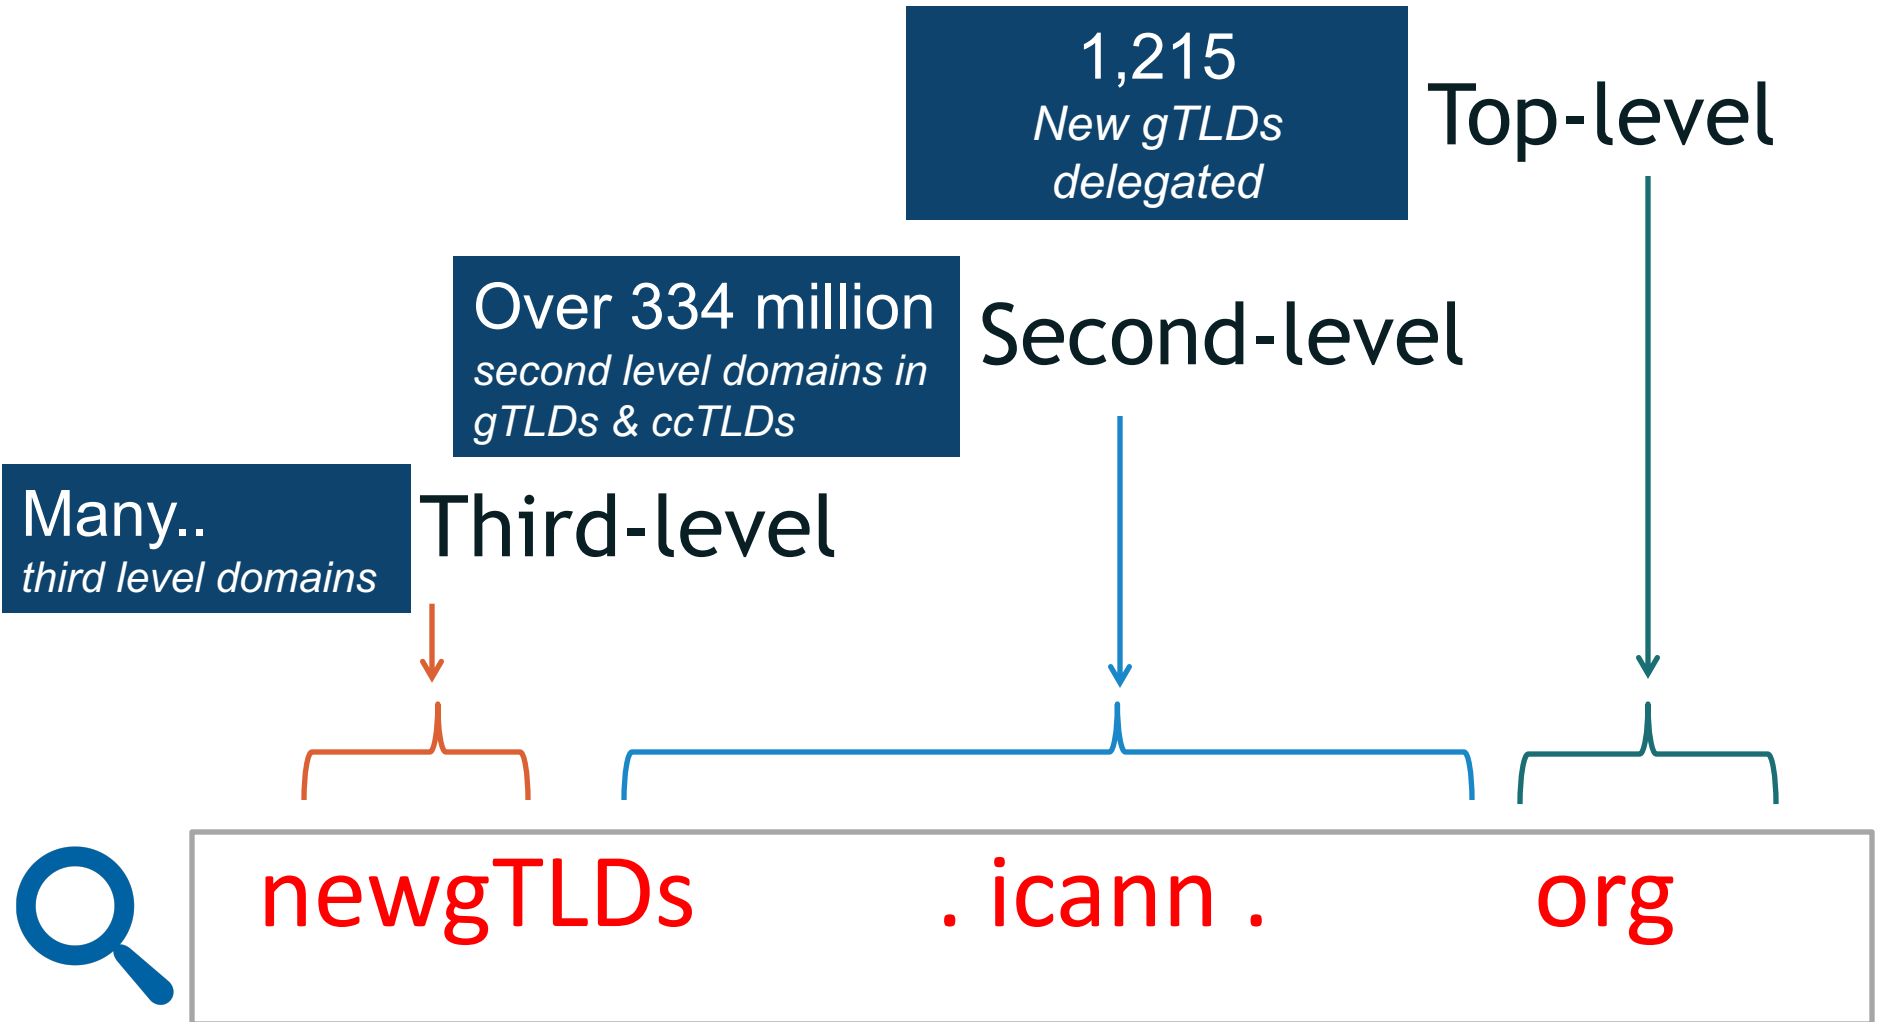 1,215
New gTLDs
delegated
Top-level
Over 334 million
second level domains in
gTLDs & ccTLDs
Second-level
Many..
third level domains
Third-level
newgTLDs . icann . org